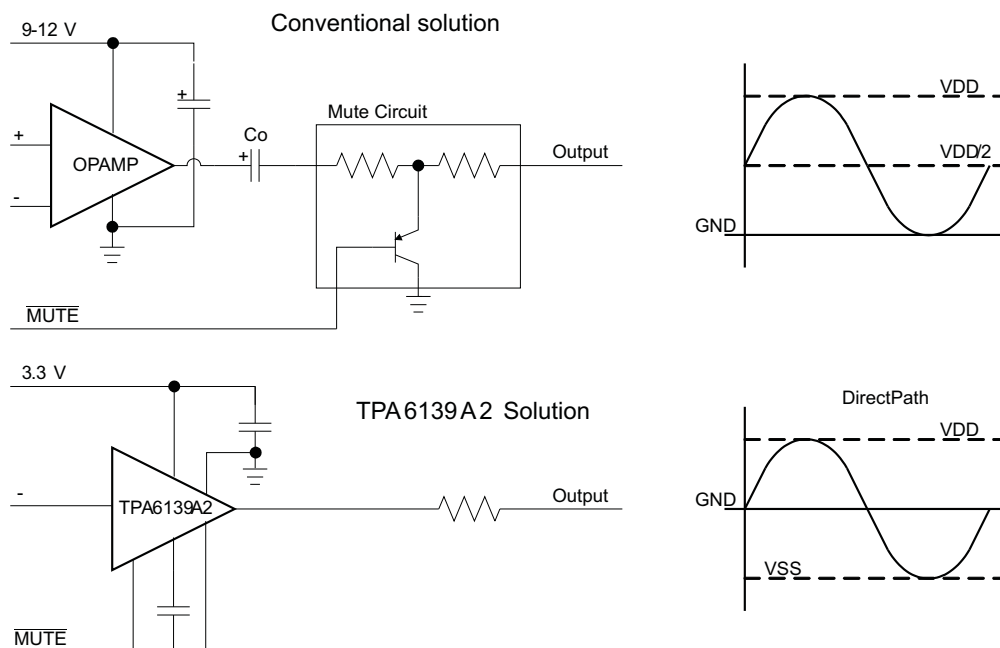 Conventional solution
9-12 V
+
+
-
OPAMP
Co
+
Mute Circuit
Output
MUTE
VDD
VDD/2
GND
3.3 V
TPA6139A2 Solution
-
TPA6139A2
Output
MUTE
DirectPath
VDD
GND
VSS